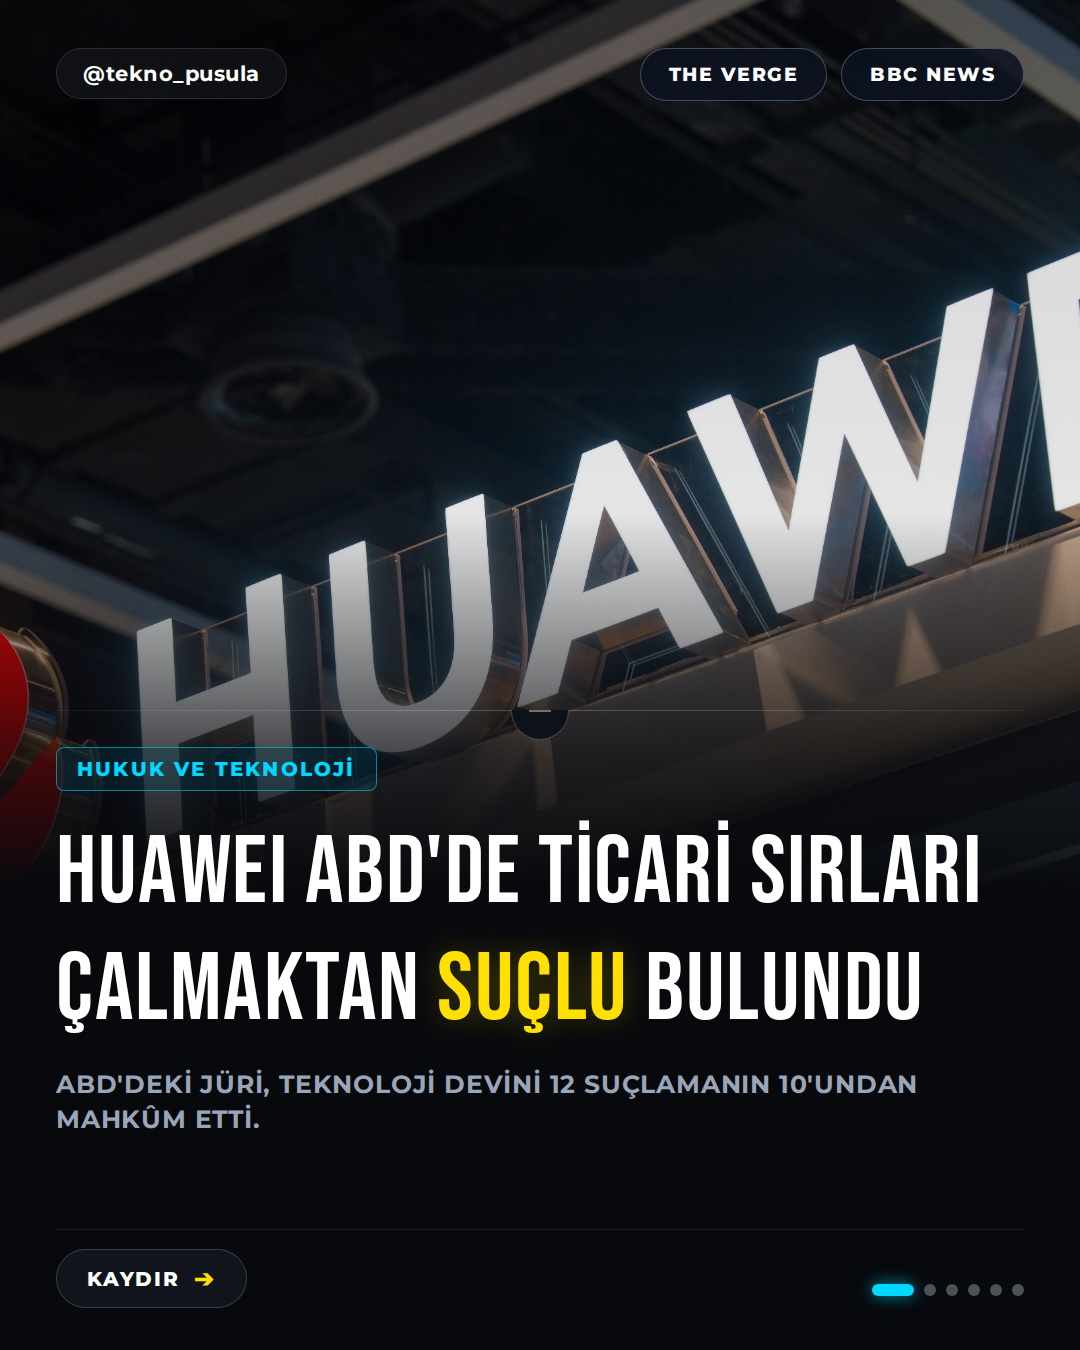 @tekno_pusula
THE VERGE
BBC NEWS
HUAWE
HUKUK VE TEKNOLOJİ
HUAWEI ABD'DE TİCARİ SIRLARI
ÇALMAKTAN SUÇLU BULUNDU
ABD'DEKİ JÜRİ, TEKNOLOJİ DEVİNİ 12 SUÇLAMANIN 10'UNDAN
MAHKÛM ETTİ.
KAYDIR ➔